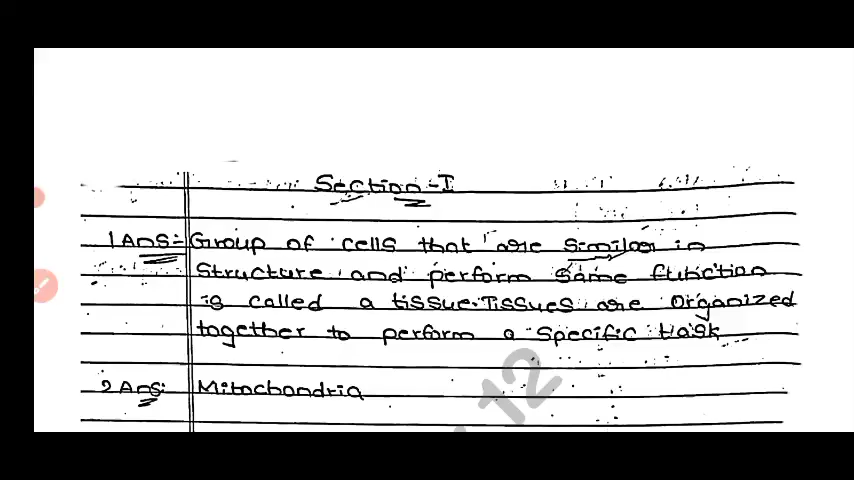 Section-I
1 Ans:- Group of cells that are similar in
structure and perform same function
is called a tissue. Tissues are organized
together to perform a specific task
2 Ans: Mitochondria
12